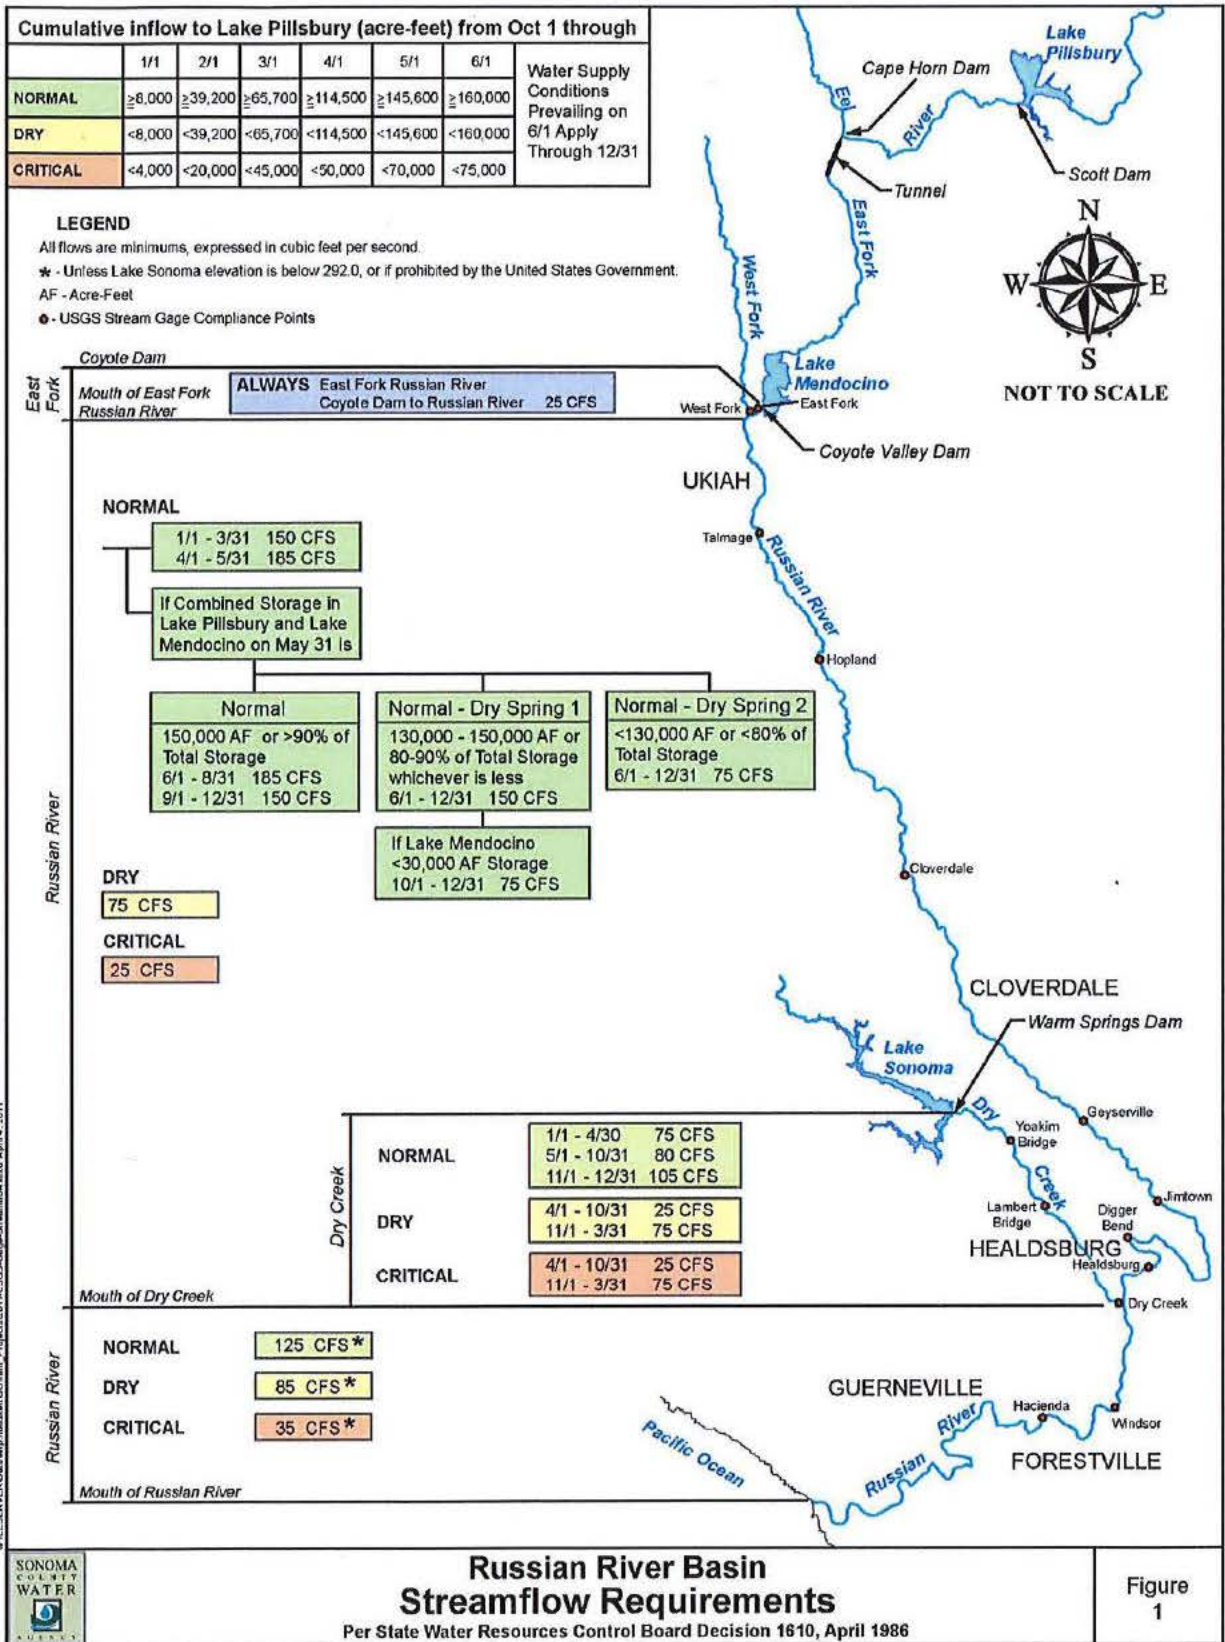 Cumulative inflow to Lake Pillsbury (acre-feet) from Oct 1 through
1/1 2/1 3/1 4/1 5/1 6/1
Water Supply
Conditions
Prevailing on
6/1 Apply
Through 12/31
NORMAL ≥8,000 ≥39,200 ≥65,700 ≥114,500 ≥145,600 ≥160,000
DRY <8,000 <39,200 <65,700 <114,500 <145,600 <160,000
CRITICAL <4,000 <20,000 <45,000 <50,000 <70,000 <75,000
LEGEND
All flows are minimums, expressed in cubic feet per second.
* - Unless Lake Sonoma elevation is below 292.0, or if prohibited by the United States Government.
AF - Acre-Feet
- USGS Stream Gage Compliance Points
Lake
Pillsbury
Cape Horn Dam
Eel
River
Scott Dam
Tunnel
East Fork
West Fork
N
W E
S
NOT TO SCALE
East
Fork
Coyote Dam
Mouth of East Fork
Russian River
ALWAYS East Fork Russian River
Coyote Dam to Russian River 25 CFS
Lake
Mendocino
West Fork
East Fork
Coyote Valley Dam
UKIAH
Talmage
Russian River
Hopland
Cloverdale
CLOVERDALE
Russian River
NORMAL
1/1 - 3/31 150 CFS
4/1 - 5/31 185 CFS
If Combined Storage in
Lake Pillsbury and Lake
Mendocino on May 31 is
Normal
150,000 AF or >90% of
Total Storage
6/1 - 8/31 185 CFS
9/1 - 12/31 150 CFS
Normal - Dry Spring 1
130,000 - 150,000 AF or
80-90% of Total Storage
whichever is less
6/1 - 12/31 150 CFS
If Lake Mendocino
<30,000 AF Storage
10/1 - 12/31 75 CFS
Normal - Dry Spring 2
<130,000 AF or <80% of
Total Storage
6/1 - 12/31 75 CFS
DRY
75 CFS
CRITICAL
25 CFS
Warm Springs Dam
Lake
Sonoma
Dry
Creek
Yoakim
Bridge
Geyserville
Lambert
Bridge
Digger
Bend
Jimtown
HEALDSBURG
Healdsburg
Dry Creek
Dry Creek
NORMAL
1/1 - 4/30 75 CFS
5/1 - 10/31 80 CFS
11/1 - 12/31 105 CFS
DRY
4/1 - 10/31 25 CFS
11/1 - 3/31 75 CFS
CRITICAL
4/1 - 10/31 25 CFS
11/1 - 3/31 75 CFS
Mouth of Dry Creek
Russian River
NORMAL 125 CFS*
DRY 85 CFS*
CRITICAL 35 CFS*
Mouth of Russian River
GUERNEVILLE
Hacienda
Windsor
FORESTVILLE
Russian
River
Pacific Ocean
SONOMA
COUNTY
WATER
AGENCY
Russian River Basin
Streamflow Requirements
Per State Water Resources Control Board Decision 1610, April 1986
Figure
1